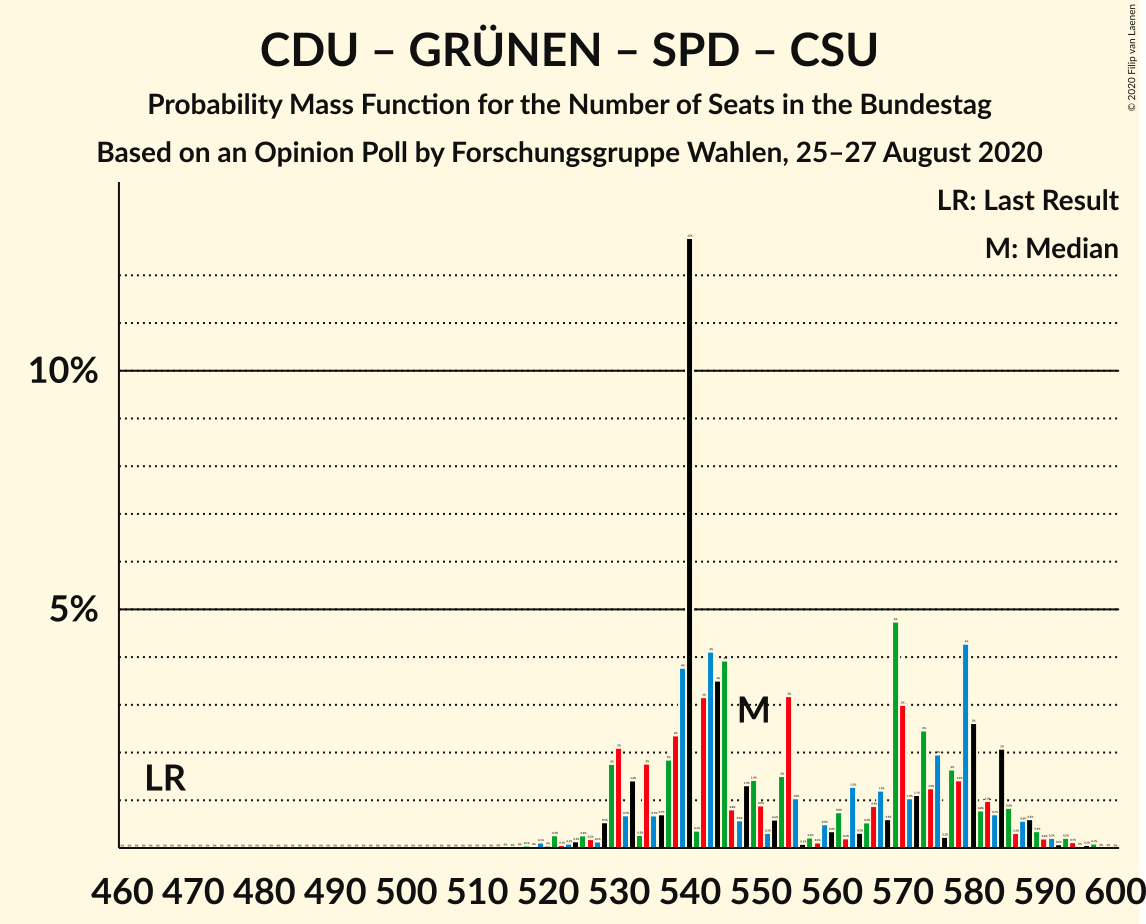 CDU – GRÜNEN – SPD – CSU
Probability Mass Function for the Number of Seats in the Bundestag
Based on an Opinion Poll by Forschungsgruppe Wahlen, 25–27 August 2020
© 2020 Filip van Laenen
LR: Last Result
M: Median
10%
5%
M
LR
460 470 480 490 500 510 520 530 540 550 560 570 580 590 600